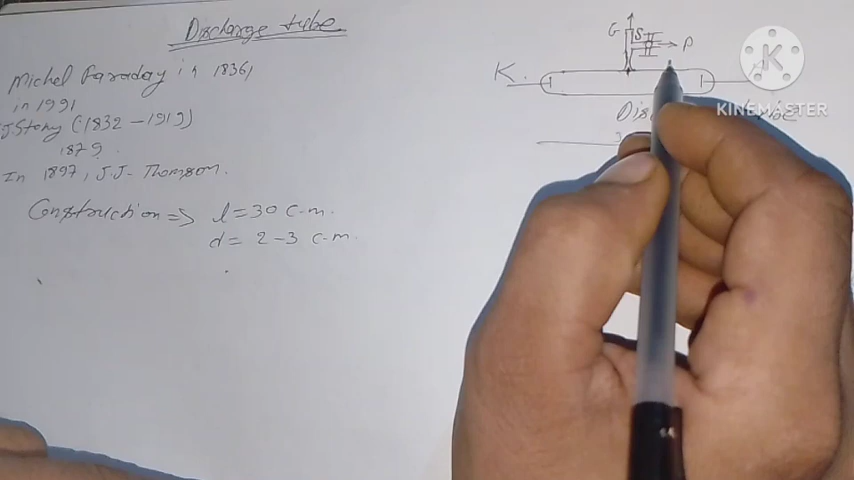 Discharge tube
Michel Faraday in 1836,
in 1991
J. Stony (1832-1919)
1879.
In 1897, J.J- Thomson.
Construction => l = 30 c.m.
d = 2-3 c.m.
G S P
K
K
KINEMASTER